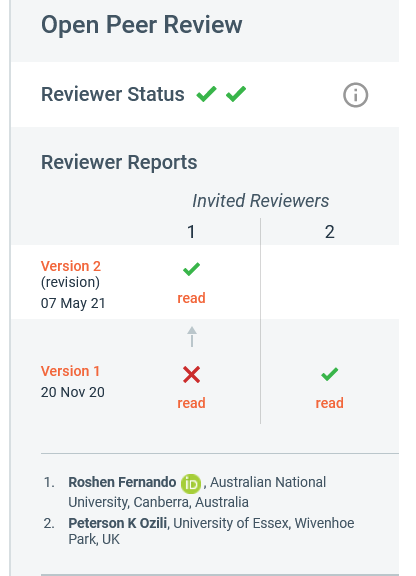 Open Peer Review
Reviewer Status
Reviewer Reports
Invited Reviewers
1 2
Version 2
(revision)
07 May 21
read
Version 1
20 Nov 20
read read
1. Roshen Fernando iD, Australian National
University, Canberra, Australia
2. Peterson K Ozili, University of Essex, Wivenhoe
Park, UK